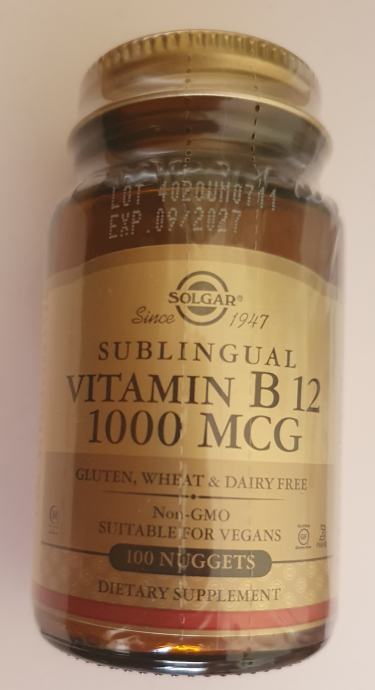 LOT 4020UH0711
EXP.09/2027
SOLGAR®
Since 1947
SUBLINGUAL
VITAMIN B 12
1000 MCG
GLUTEN, WHEAT & DAIRY FREE
Non-GMO
SUITABLE FOR VEGANS
100 NUGGETS
DIETARY SUPPLEMENT